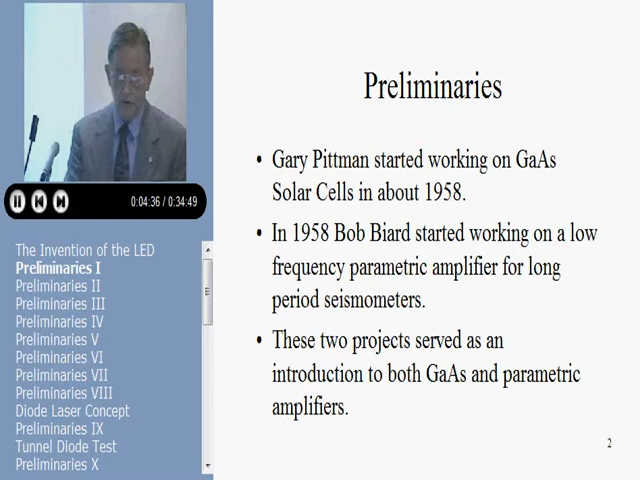 0:04:36 / 0:34:49
The Invention of the LED
Preliminaries I
Preliminaries II
Preliminaries III
Preliminaries IV
Preliminaries V
Preliminaries VI
Preliminaries VII
Preliminaries VIII
Diode Laser Concept
Preliminaries IX
Tunnel Diode Test
Preliminaries X
Preliminaries
• Gary Pittman started working on GaAs
Solar Cells in about 1958.
• In 1958 Bob Biard started working on a low
frequency parametric amplifier for long
period seismometers.
• These two projects served as an
introduction to both GaAs and parametric
amplifiers.
2